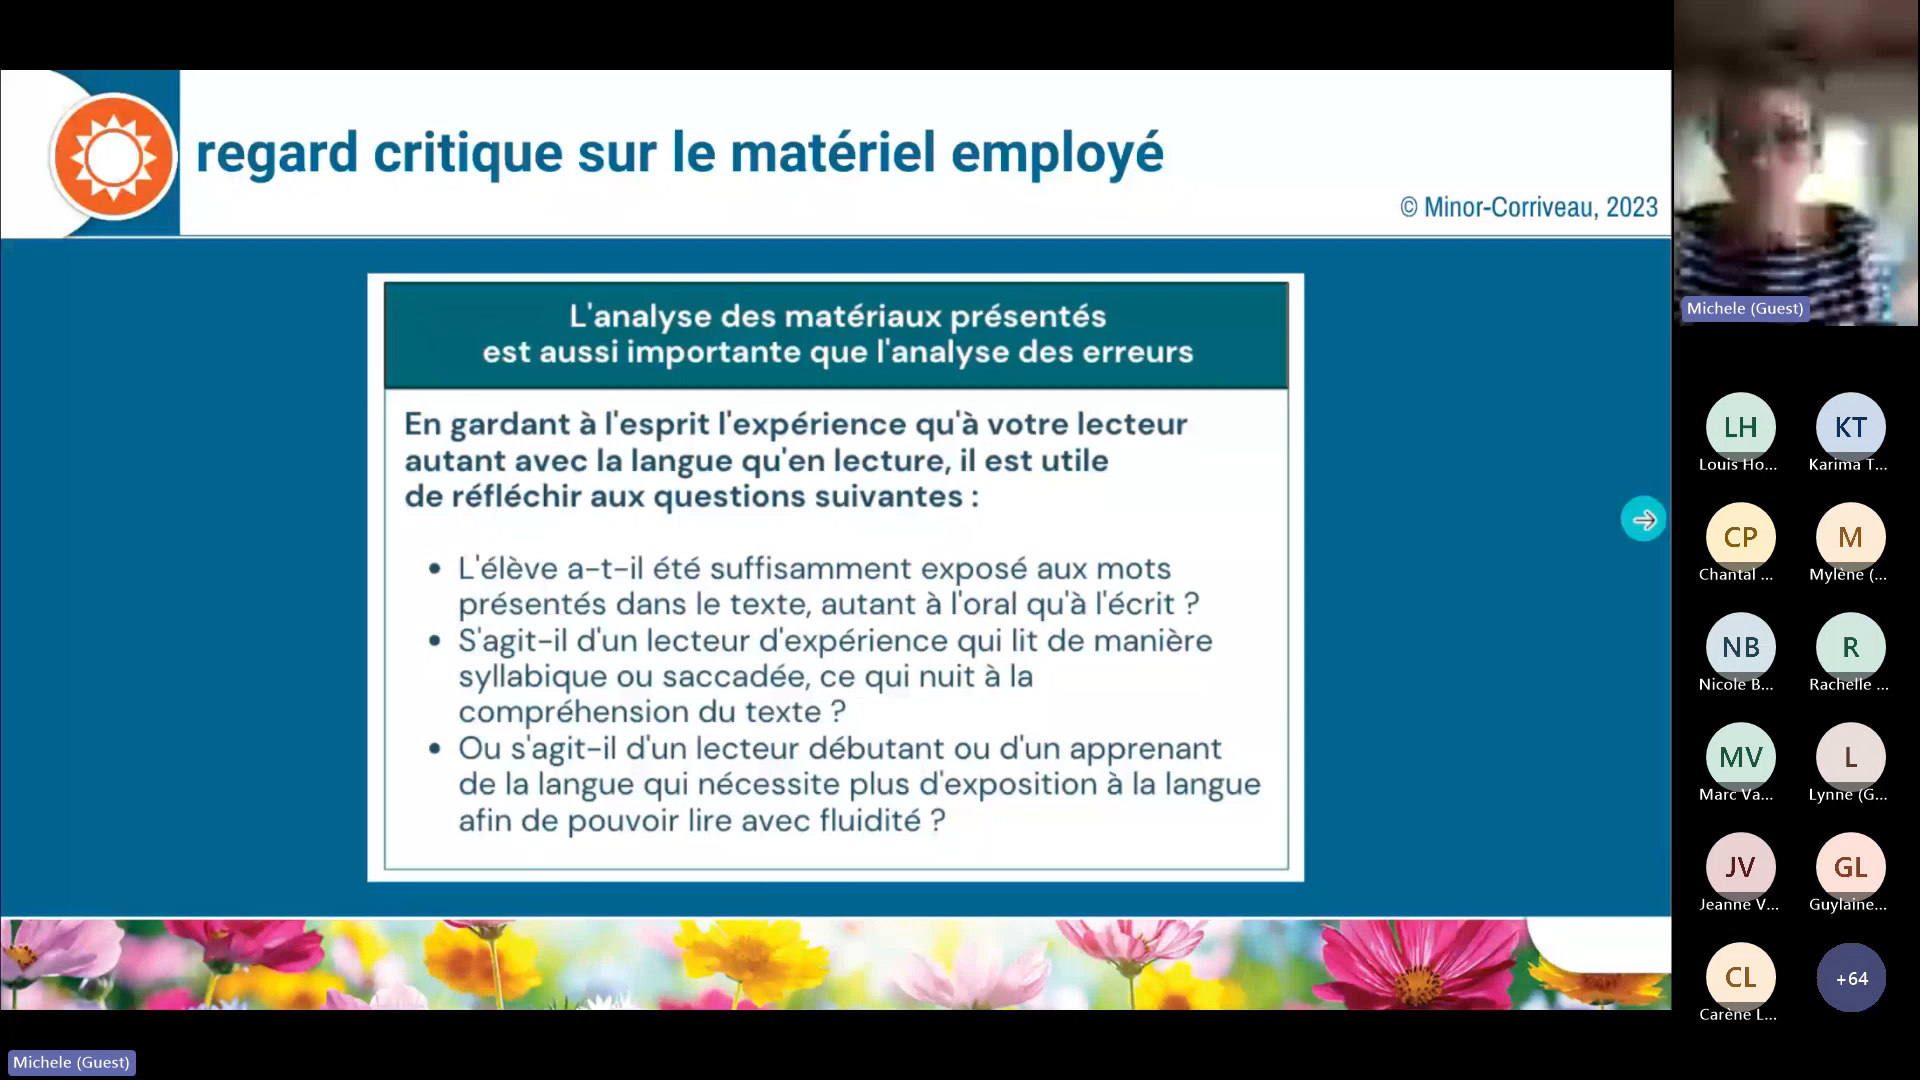 regard critique sur le matériel employé
© Minor-Corriveau, 2023
L'analyse des matériaux présentés
est aussi importante que l'analyse des erreurs
En gardant à l'esprit l'expérience qu'à votre lecteur
autant avec la langue qu'en lecture, il est utile
de réfléchir aux questions suivantes :
• L'élève a-t-il été suffisamment exposé aux mots
présentés dans le texte, autant à l'oral qu'à l'écrit ?
• S'agit-il d'un lecteur d'expérience qui lit de manière
syllabique ou saccadée, ce qui nuit à la
compréhension du texte ?
• Ou s'agit-il d'un lecteur débutant ou d'un apprenant
de la langue qui nécessite plus d'exposition à la langue
afin de pouvoir lire avec fluidité ?
Michele (Guest)
LH
Louis Ho...
KT
Karima T...
CP
Chantal ...
M
Mylène (...
NB
Nicole B...
R
Rachelle ...
MV
Marc Va...
L
Lynne (G...
JV
Jeanne V...
GL
Guylaine...
CL
Carène L...
+64
Michele (Guest)